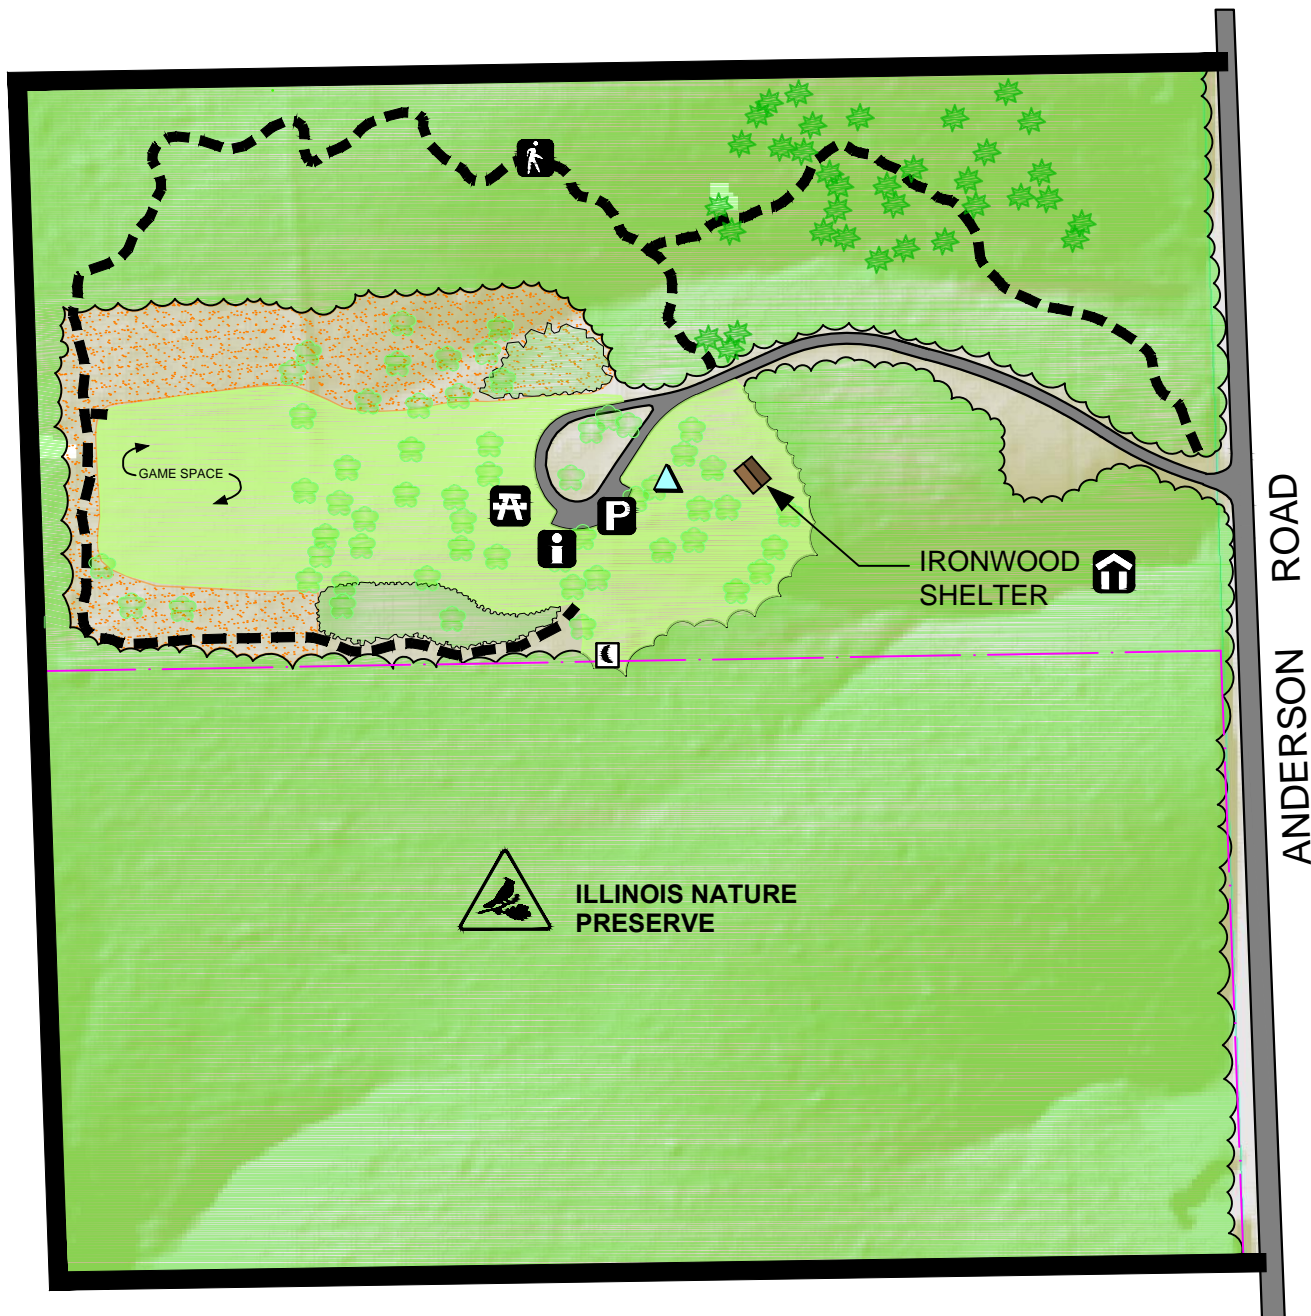 GAME SPACE
P
i
IRONWOOD
SHELTER
ROAD
ANDERSON
ILLINOIS NATURE
PRESERVE